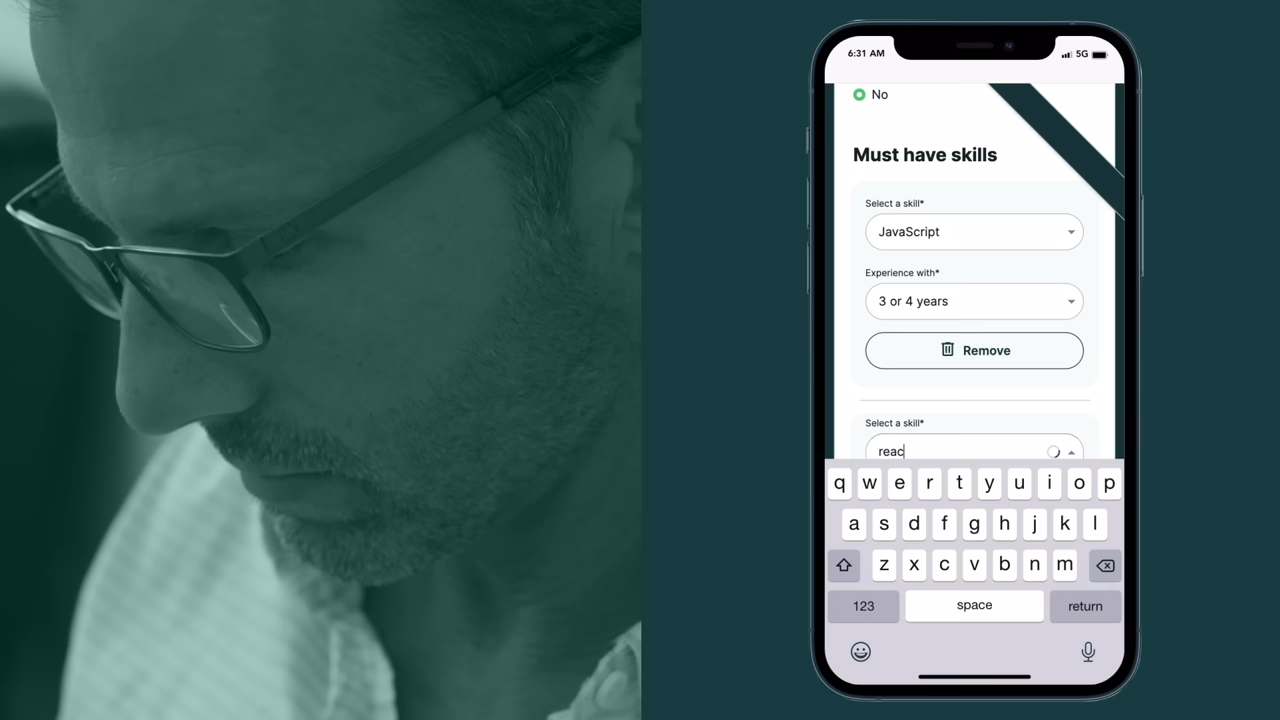 6:31 AM 5G
No
Must have skills
Select a skill*
JavaScript
Experience with*
3 or 4 years
Remove
Select a skill*
reac
q w e r t y u i o p
a s d f g h j k l
z x c v b n m
123 space return